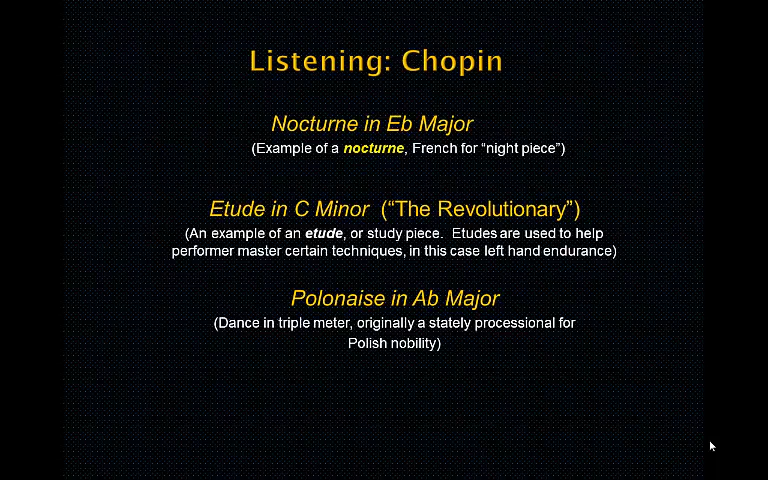 Listening: Chopin
Nocturne in Eb Major
(Example of a nocturne, French for “night piece”)
Etude in C Minor (“The Revolutionary”)
(An example of an etude, or study piece. Etudes are used to help
performer master certain techniques, in this case left hand endurance)
Polonaise in Ab Major
(Dance in triple meter, originally a stately processional for
Polish nobility)